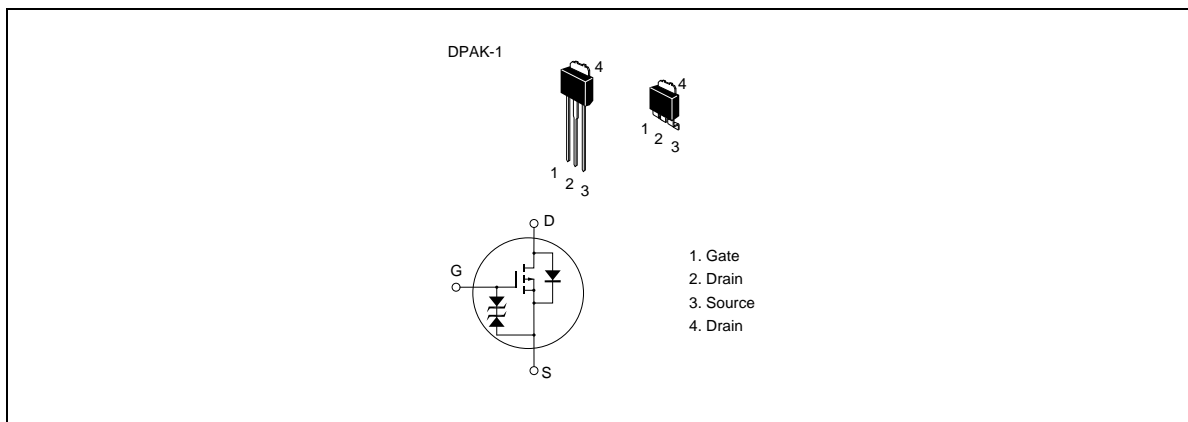 DPAK-1
4
4
1
2
3
1
2
3
D
G
S
1. Gate
2. Drain
3. Source
4. Drain